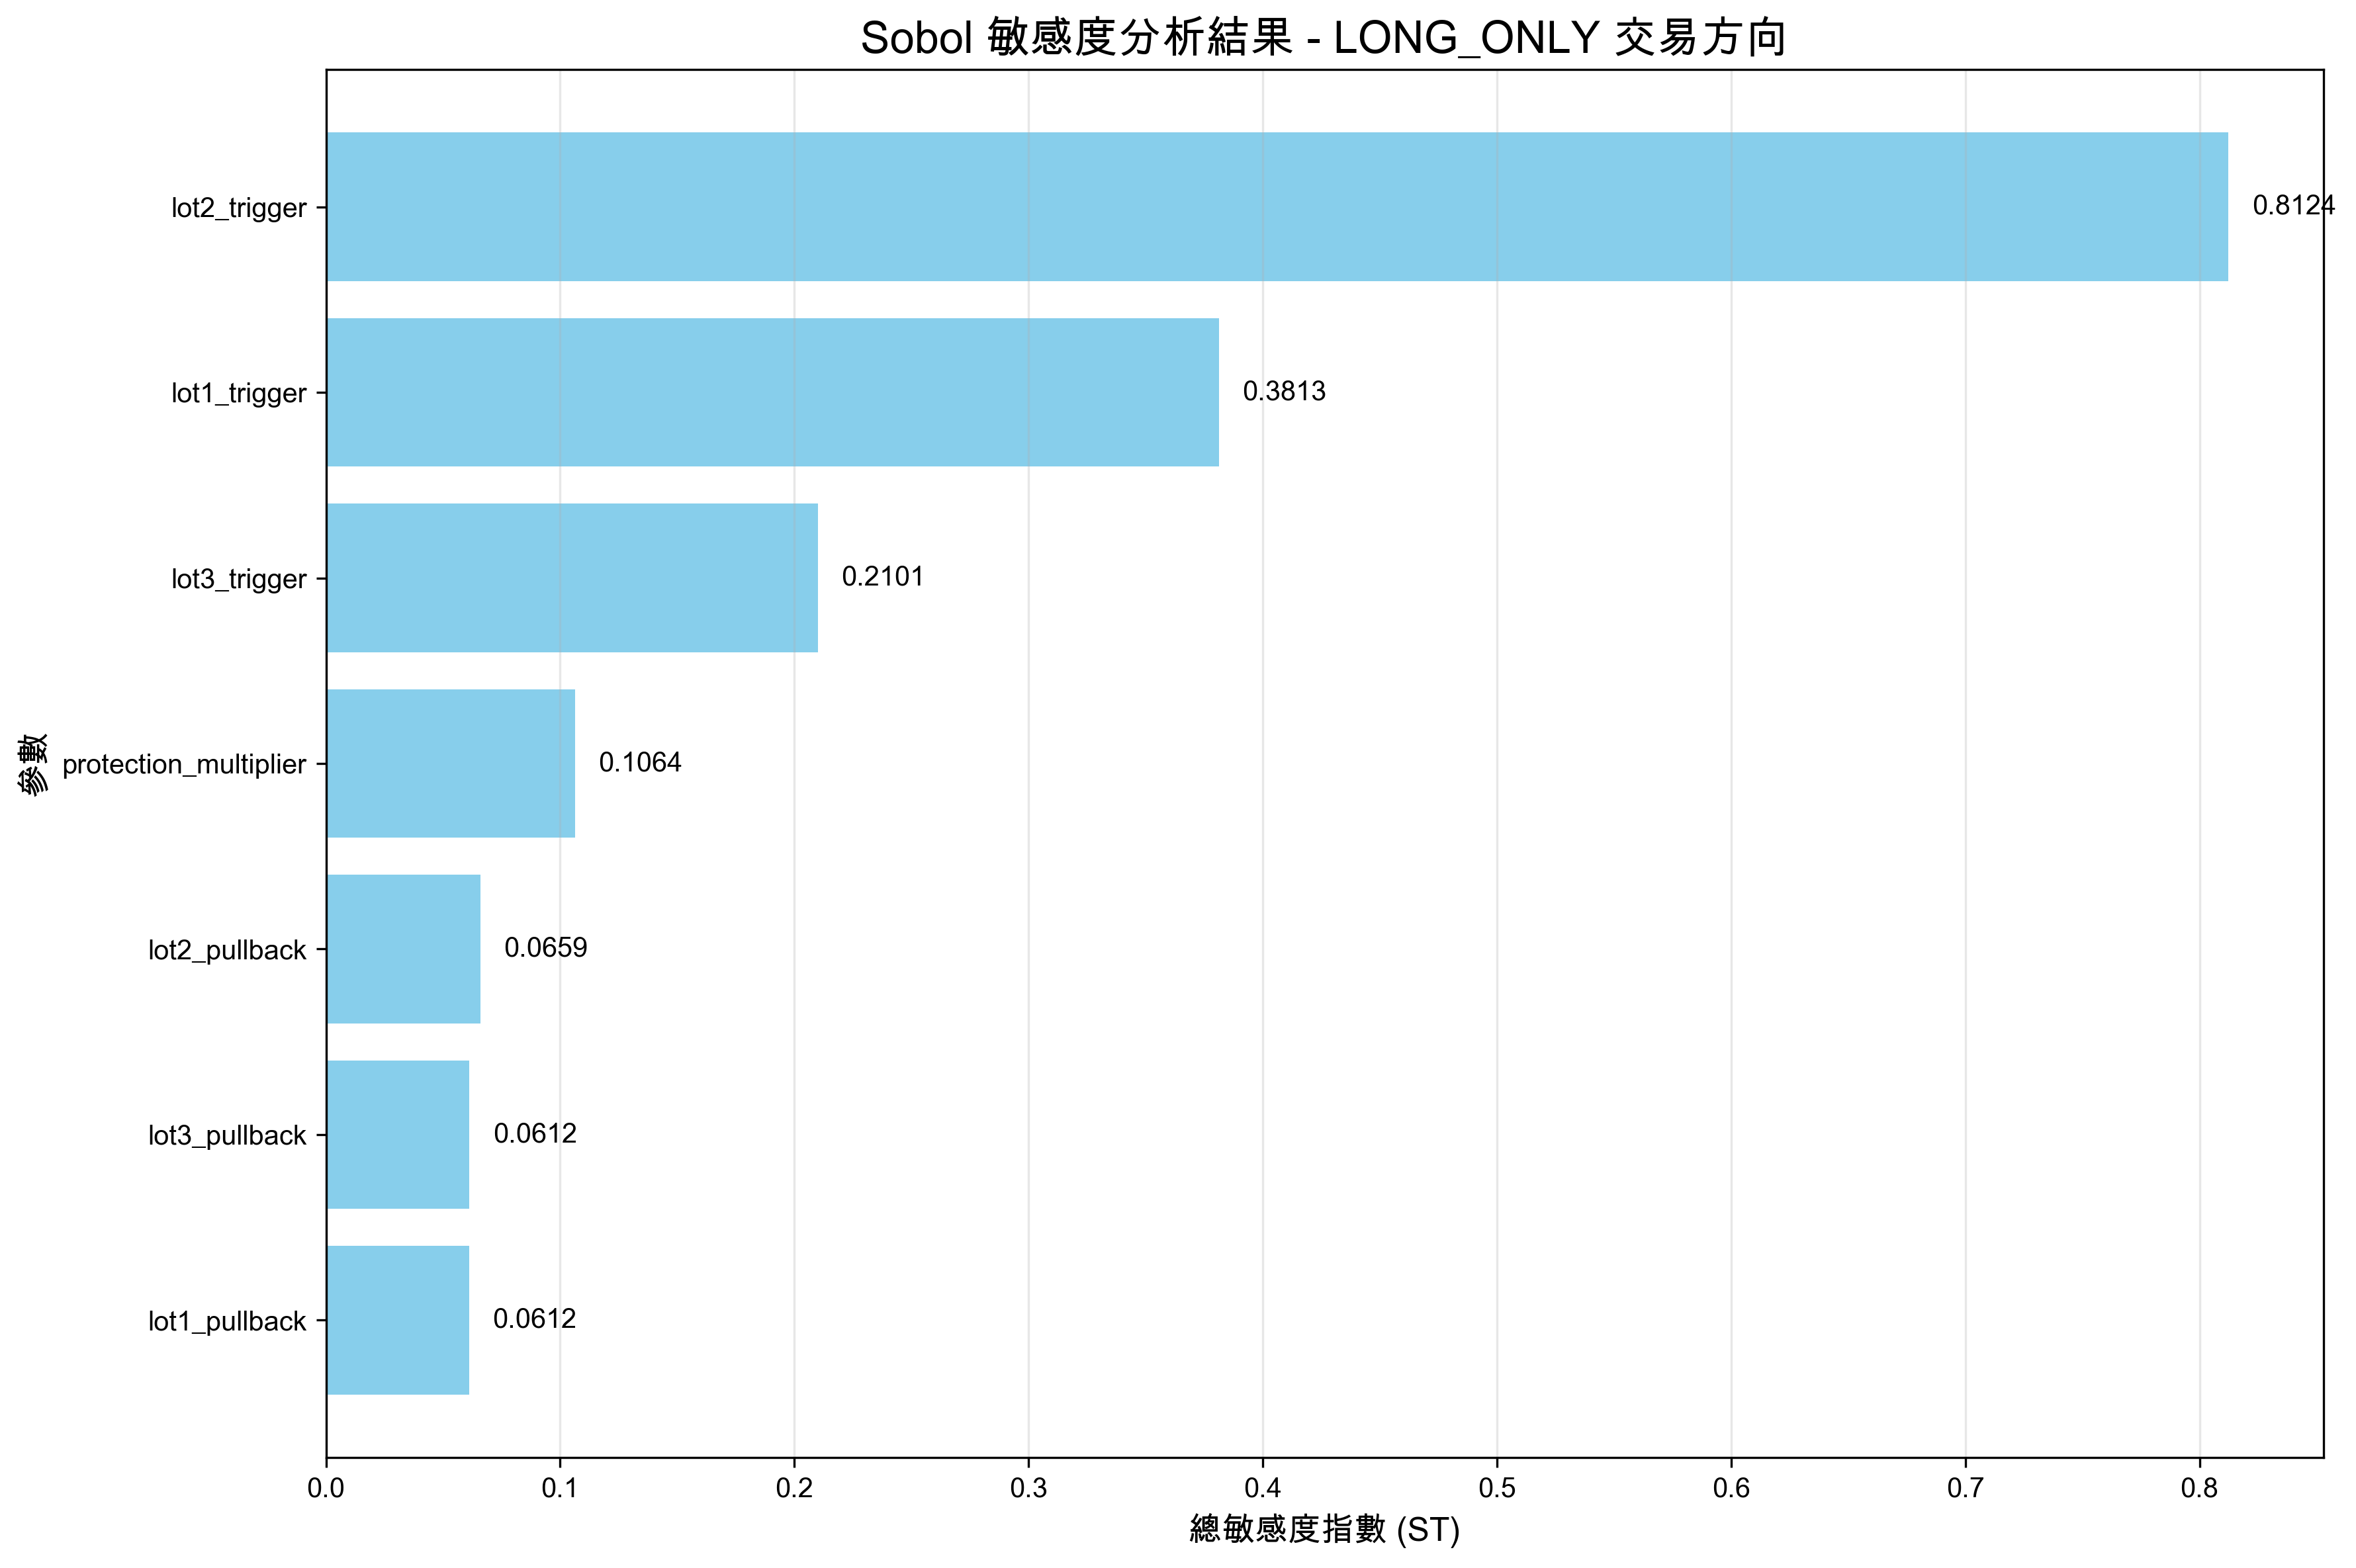 Sobol 敏感度分析結果 - LONG_ONLY 交易方向
參數
lot2_trigger
0.8124
lot1_trigger
0.3813
lot3_trigger
0.2101
protection_multiplier
0.1064
lot2_pullback
0.0659
lot3_pullback
0.0612
lot1_pullback
0.0612
0.0 0.1 0.2 0.3 0.4 0.5 0.6 0.7 0.8
總敏感度指數 (ST)